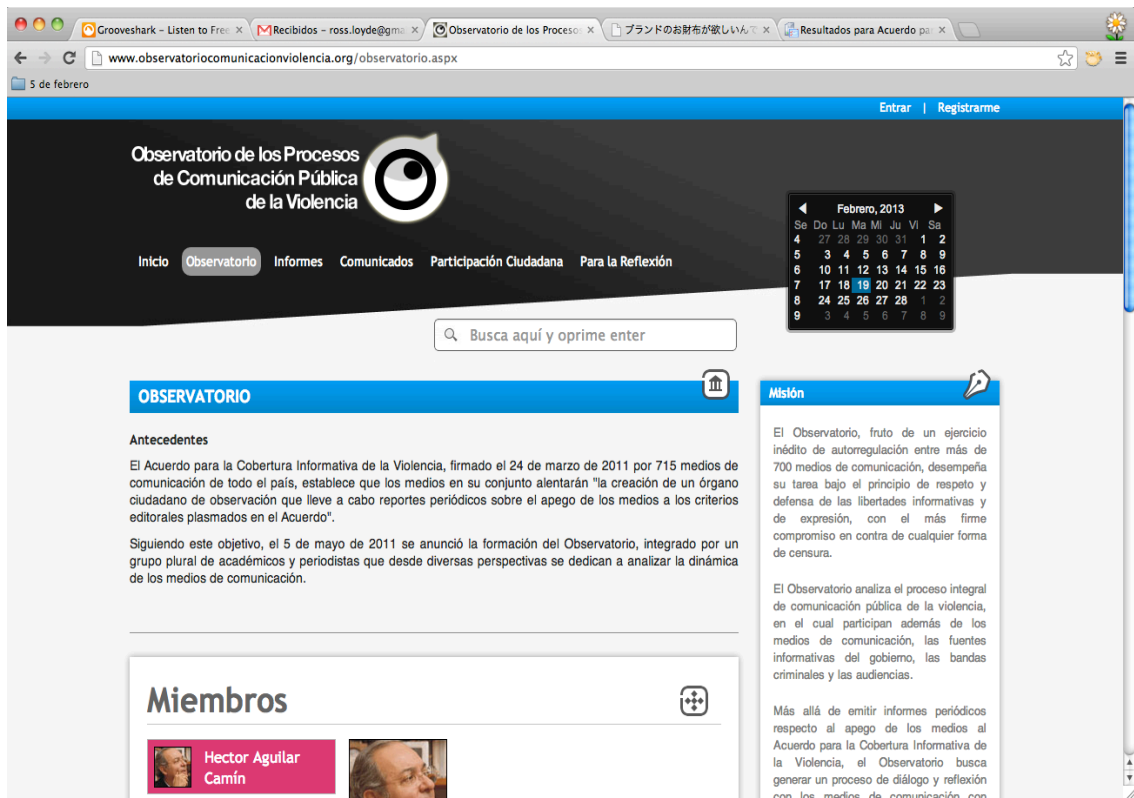 Grooveshark – Listen to Free
Recibidos – ross.loyde@gma
Observatorio de los Proceso
ブランドのお財布が欲しいんで
Resultados para Acuerdo pa
www.observatoriocomunicacionviolencia.org/observatorio.aspx
5 de febrero
Entrar | Registrarme
Observatorio de los Procesos
de Comunicación Pública
de la Violencia
Inicio Observatorio Informes Comunicados Participación Ciudadana Para la Reflexión
Febrero, 2013
Se Do Lu Ma Mi Ju Vi Sa
4 27 28 29 30 31 1 2
5 3 4 5 6 7 8 9
6 10 11 12 13 14 15 16
7 17 18 19 20 21 22 23
8 24 25 26 27 28 1 2
9 3 4 5 6 7 8 9
Busca aquí y oprime enter
OBSERVATORIO
Antecedentes
El Acuerdo para la Cobertura Informativa de la Violencia, firmado el 24 de marzo de 2011 por 715 medios de
comunicación de todo el país, establece que los medios en su conjunto alentarán "la creación de un órgano
ciudadano de observación que lleve a cabo reportes periódicos sobre el apego de los medios a los criterios
editorales plasmados en el Acuerdo".
Siguiendo este objetivo, el 5 de mayo de 2011 se anunció la formación del Observatorio, integrado por un
grupo plural de académicos y periodistas que desde diversas perspectivas se dedican a analizar la dinámica
de los medios de comunicación.
Miembros
Hector Aguilar
Camín
Misión
El Observatorio, fruto de un ejercicio
inédito de autorregulación entre más de
700 medios de comunicación, desempeña
su tarea bajo el principio de respeto y
defensa de las libertades informativas y
de expresión, con el más firme
compromiso en contra de cualquier forma
de censura.
El Observatorio analiza el proceso integral
de comunicación pública de la violencia,
en el cual participan además de los
medios de comunicación, las fuentes
informativas del gobierno, las bandas
criminales y las audiencias.
Más allá de emitir informes periódicos
respecto al apego de los medios al
Acuerdo para la Cobertura Informativa de
la Violencia, el Observatorio busca
generar un proceso de diálogo y reflexión
con los medios de comunicación con